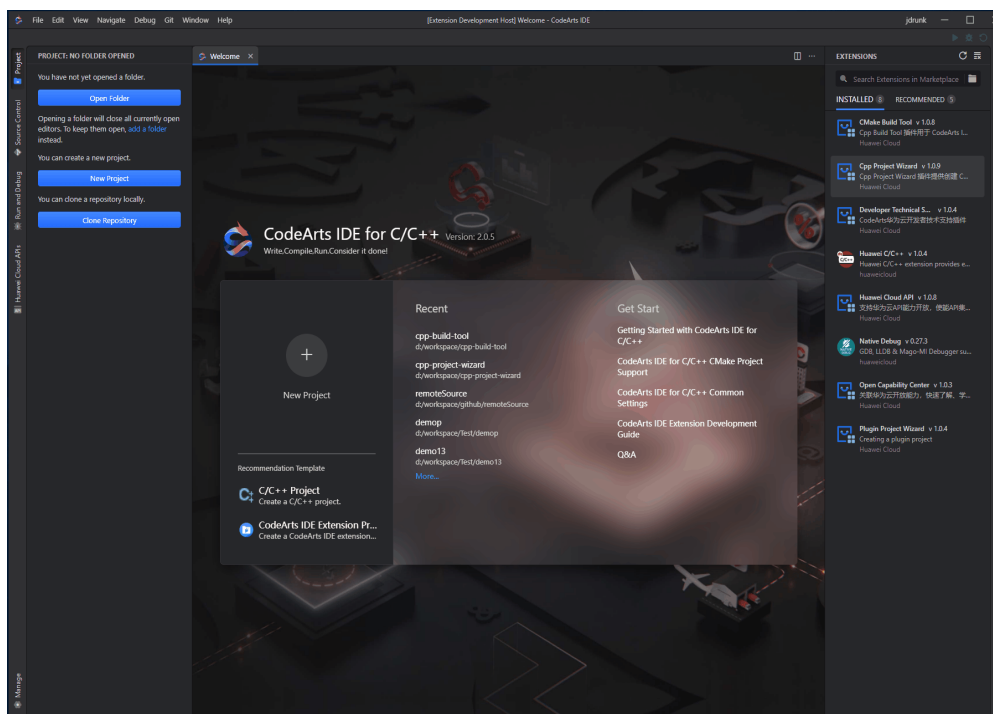 File Edit View Navigate Debug Git Window Help
[Extension Development Host] Welcome - CodeArts IDE
jdrunk
Project
Source Control
Run and Debug
Huawei Cloud APIs
Manage
PROJECT: NO FOLDER OPENED
You have not yet opened a folder.
Open Folder
Opening a folder will close all currently open
editors. To keep them open, add a folder
instead.
You can create a new project.
New Project
You can clone a repository locally.
Clone Repository
Welcome
CodeArts IDE for C/C++ Version: 2.0.5
Write.Compile.Run.Consider it done!
New Project
Recommendation Template
C/C++ Project
Create a C/C++ project.
CodeArts IDE Extension Pr...
Create a CodeArts IDE extension...
Recent
cpp-build-tool
d:/workspace/cpp-build-tool
cpp-project-wizard
d:/workspace/cpp-project-wizard
remoteSource
d:/workspace/github/remoteSource
demop
d:/workspace/Test/demop
demo13
d:/workspace/Test/demo13
More...
Get Start
Getting Started with CodeArts IDE for
C/C++
CodeArts IDE for C/C++ CMake Project
Support
CodeArts IDE for C/C++ Common
Settings
CodeArts IDE Extension Development
Guide
Q&A
EXTENSIONS
Search Extensions in Marketplace
INSTALLED 8 RECOMMENDED 5
CMake Build Tool v 1.0.8
Cpp Build Tool 插件用于 CodeArts I...
Huawei Cloud
Cpp Project Wizard v 1.0.9
Cpp Project Wizard 插件提供创建 C...
Huawei Cloud
Developer Technical S... v 1.0.4
CodeArts华为云开发者技术支持插件
Huawei Cloud
Huawei C/C++ v 1.0.4
Huawei C/C++ extension provides e...
huaweicloud
Huawei Cloud API v 1.0.8
支持华为云API能力开放，使能API集...
Huawei Cloud
Native Debug v 0.27.3
GDB, LLDB & Mago-MI Debugger su...
huaweicloud
Open Capability Center v 1.0.3
关联华为云开放能力，快速了解、学...
Huawei Cloud
Plugin Project Wizard v 1.0.4
Creating a plugin project
Huawei Cloud